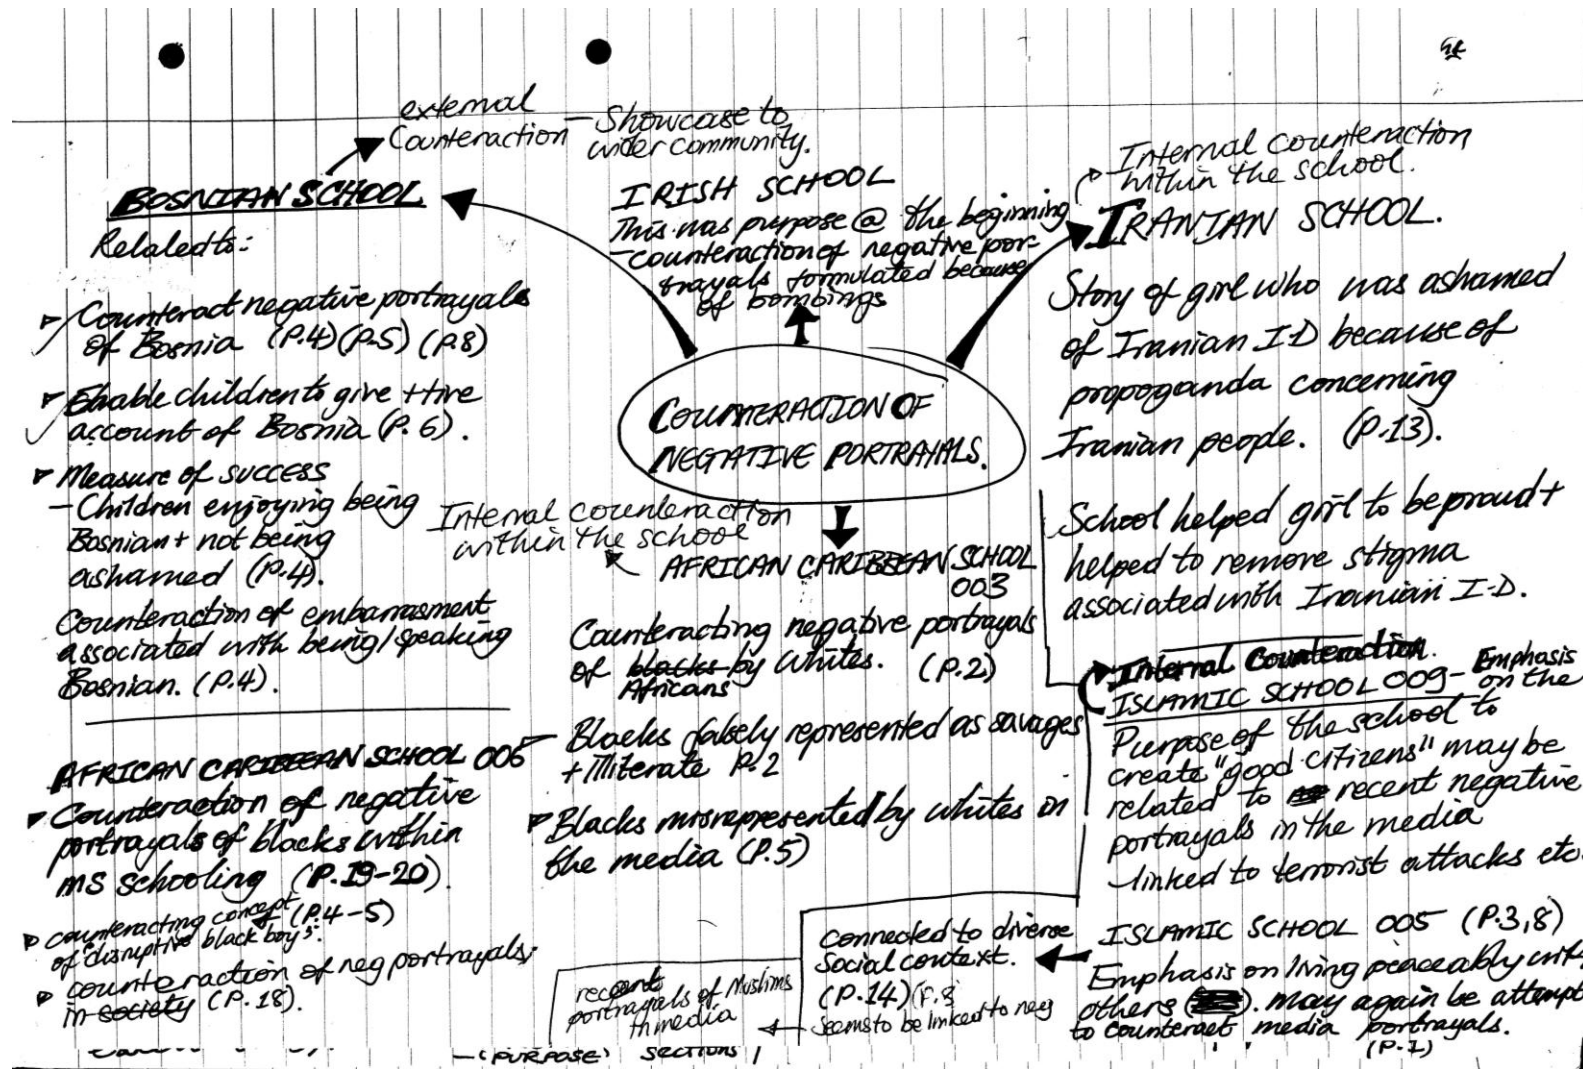 external
Counteraction
- Showcase to
wider community.
BOSNIAN SCHOOL
Related to:
Counteract negative portrayals
of Bosnia (P.4) (P.5) (P.8)
Enable children to give +tive
account of Bosnia (P.6).
Measure of success
- Children enjoying being
Bosnian + not being
ashamed (P.4).
Counteraction of embarrasment
associated with being/speaking
Bosnian. (P.4).
AFRICAN CARIBBEAN SCHOOL 006
Counteraction of negative
portrayals of blacks within
MS schooling (P.19-20).
counteracting concept (P.4-5)
of "disruptive black boys".
counteraction of neg portrayals
in society (P.18).
IRISH SCHOOL
This was purpose @ the beginning
- counteraction of negative por-
trayals formulated because
of bombings
COUNTERACTION OF
NEGATIVE PORTRAYALS.
Internal counteraction
within the school
AFRICAN CARIBBEAN SCHOOL
003
Counteracting negative portrayals
of blacks by whites. (P.2)
Africans
- Blacks falsely represented as savages
+ illiterate P.2
Blacks misrepresented by whites in
the media (P.5)
Internal counteraction
within the school.
IRANIAN SCHOOL.
Story of girl who was ashamed
of Iranian I-D because of
propoganda concerning
Iranian people. (P.13).
School helped girl to be proud +
helped to remove stigma
associated with Iranian I-D.
Internal Counteraction.
ISLAMIC SCHOOL 009 - Emphasis
on the
Purpose of the school to
create "good citizens" may be
related to recent negative
portrayals in the media
- linked to terrorist attacks etc.
ISLAMIC SCHOOL 005 (P.3,8)
Emphasis on living peaceably with
others. may again be attempt
to counteract media portrayals.
(P.1)
Connected to diverse
Social context.
(P.14) (P.8
Seems to be linked to neg
recent
portrayals of Muslims
in media
- (PURPOSE) SECTIONS